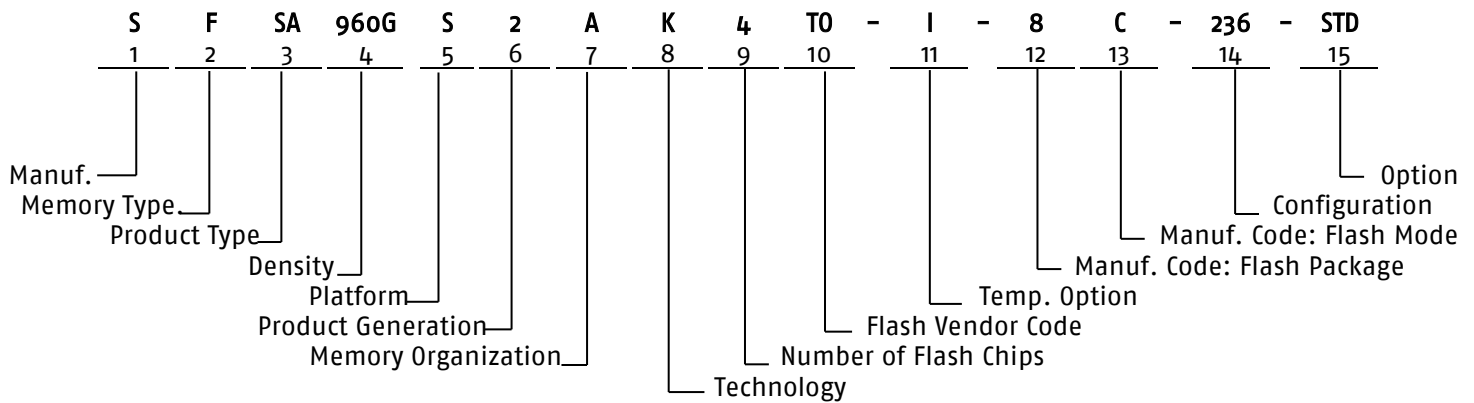 S F SA 960G S 2 A K 4 TO - I - 8 C - 236 - STD
1 2 3 4 5 6 7 8 9 10 11 12 13 14 15
Manuf. Option
Memory Type. Configuration
Product Type Manuf. Code: Flash Mode
Density Manuf. Code: Flash Package
Platform Temp. Option
Product Generation Flash Vendor Code
Memory Organization Number of Flash Chips
Technology